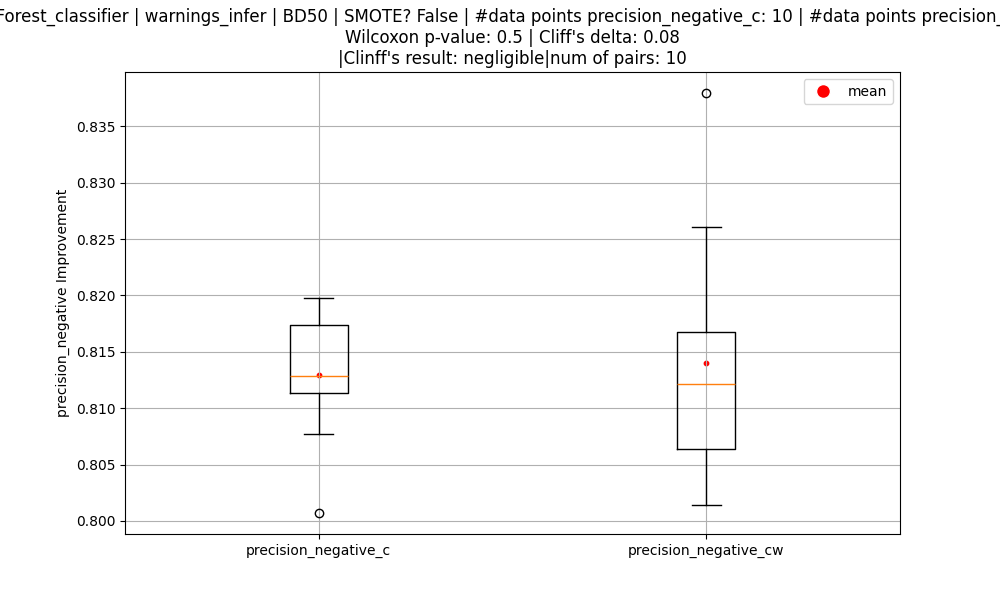 Forest_classifier | warnings_infer | BD50 | SMOTE? False | #data points precision_negative_c: 10 | #data points precision_
Wilcoxon p-value: 0.5 | Cliff's delta: 0.08
|Clinff's result: negligible|num of pairs: 10
mean
0.835
0.830
0.825
0.820
0.815
0.810
0.805
0.800
precision_negative Improvement
precision_negative_c
precision_negative_cw